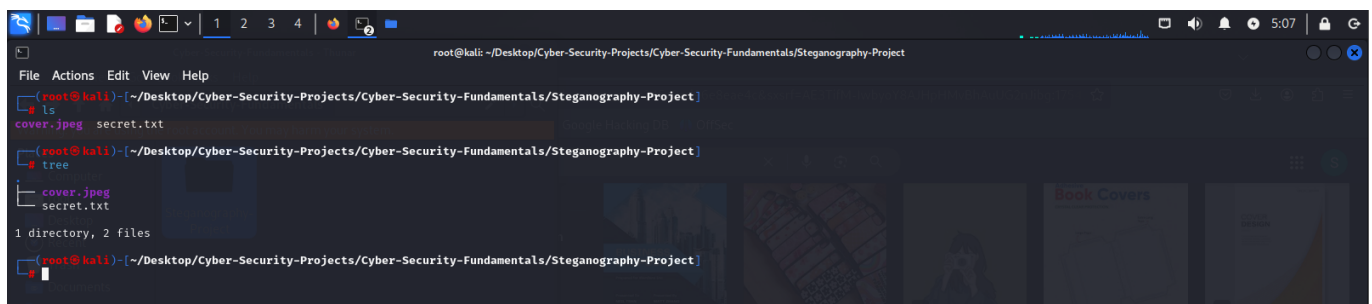 1 2 3 4 2 5:07
root@kali: ~/Desktop/Cyber-Security-Projects/Cyber-Security-Fundamentals/Steganography-Project
File Actions Edit View Help
┌──(root㉿kali)-[~/Desktop/Cyber-Security-Projects/Cyber-Security-Fundamentals/Steganography-Project]
└─# ls
cover.jpeg secret.txt
┌──(root㉿kali)-[~/Desktop/Cyber-Security-Projects/Cyber-Security-Fundamentals/Steganography-Project]
└─# tree
.
├── cover.jpeg
└── secret.txt
1 directory, 2 files
┌──(root㉿kali)-[~/Desktop/Cyber-Security-Projects/Cyber-Security-Fundamentals/Steganography-Project]
└─#
Book Covers